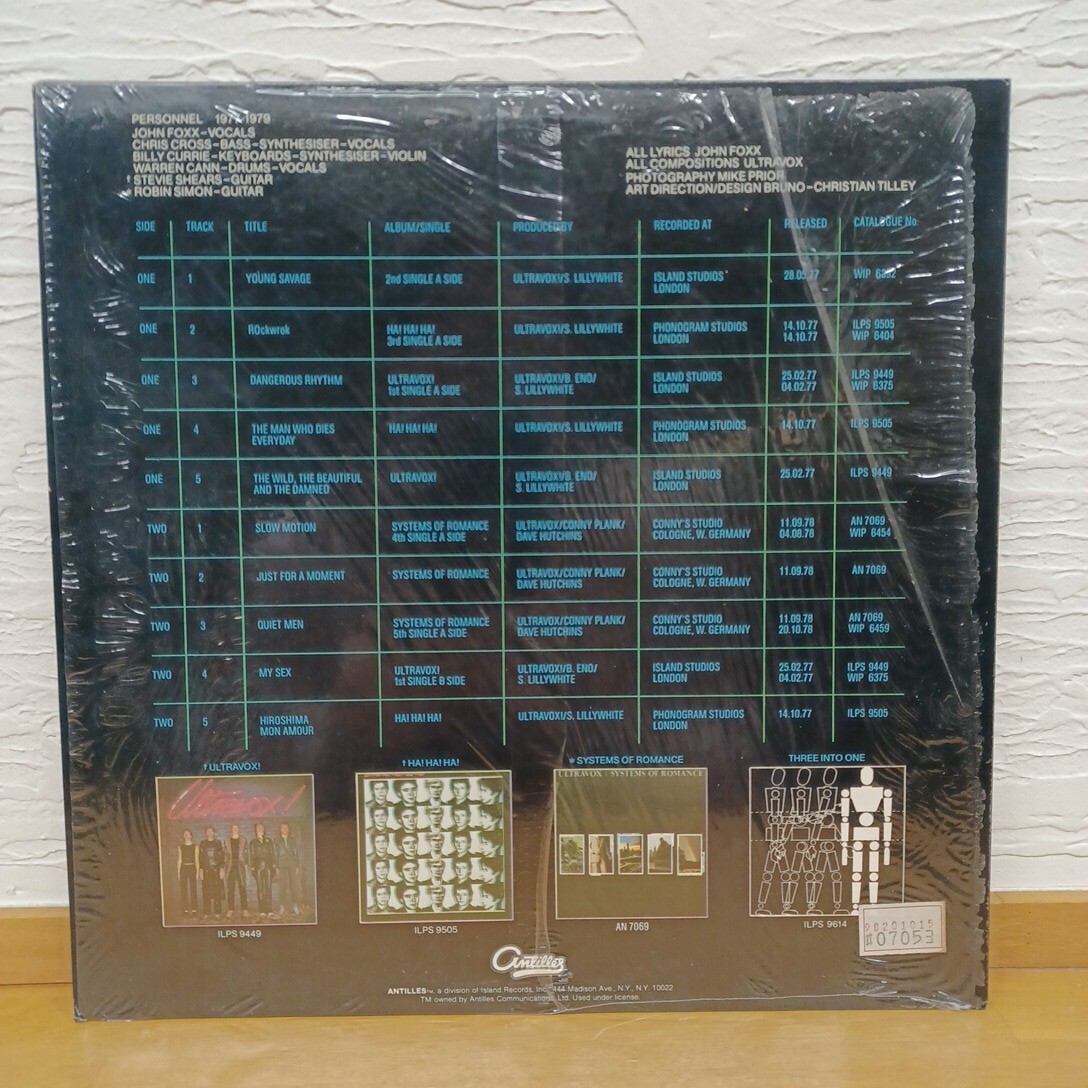 PERSONNEL 1977-1979
JOHN FOXX–VOCALS
CHRIS CROSS–BASS–SYNTHESISER–VOCALS
BILLY CURRIE–KEYBOARDS–SYNTHESISER–VIOLIN
WARREN CANN–DRUMS–VOCALS
† STEVIE SHEARS–GUITAR
ROBIN SIMON–GUITAR
ALL LYRICS JOHN FOXX
ALL COMPOSITIONS ULTRAVOX
PHOTOGRAPHY MIKE PRIOR
ART DIRECTION/DESIGN BRUNO–CHRISTIAN TILLEY
SIDE TRACK TITLE ALBUM/SINGLE PRODUCED BY RECORDED AT RELEASED CATALOGUE No:
ONE 1 YOUNG SAVAGE 2nd SINGLE A SIDE ULTRAVOX!/S. LILLYWHITE ISLAND STUDIOS 28.05.77 WIP
LONDON
ONE 2 ROckwrok HA! HA! HA! ULTRAVOX!/S. LILLYWHITE PHONOGRAM STUDIOS 14.10.77 ILPS 9505
3rd SINGLE A SIDE LONDON 14.10.77 WIP 6404
ONE 3 DANGEROUS RHYTHM ULTRAVOX! ULTRAVOX!/B. ENO/ ISLAND STUDIOS 25.02.77 ILPS 9449
1st SINGLE A SIDE S. LILLYWHITE LONDON 04.02.77 WIP 6375
ONE 4 THE MAN WHO DIES HA! HA! HA! ULTRAVOX!/S. LILLYWHITE PHONOGRAM STUDIOS 14.10.77 ILPS 9505
EVERYDAY LONDON
ONE 5 THE WILD, THE BEAUTIFUL ULTRAVOX! ULTRAVOX!/B. ENO/ ISLAND STUDIOS 25.02.77 ILPS 9449
AND THE DAMNED S. LILLYWHITE LONDON
TWO 1 SLOW MOTION SYSTEMS OF ROMANCE ULTRAVOX/CONNY PLANK/ CONNY'S STUDIO 11.09.78 AN 7069
4th SINGLE A SIDE DAVE HUTCHINS COLOGNE, W. GERMANY 04.08.78 WIP 6454
TWO 2 JUST FOR A MOMENT SYSTEMS OF ROMANCE ULTRAVOX/CONNY PLANK/ CONNY'S STUDIO 11.09.78 AN 7069
DAVE HUTCHINS COLOGNE, W. GERMANY
TWO 3 QUIET MEN SYSTEMS OF ROMANCE ULTRAVOX/CONNY PLANK/ CONNY'S STUDIO 11.09.78 AN 7069
5th SINGLE A SIDE DAVE HUTCHINS COLOGNE, W. GERMANY 20.10.78 WIP 6459
TWO 4 MY SEX ULTRAVOX! ULTRAVOX!/B. ENO/ ISLAND STUDIOS 25.02.77 ILPS 9449
1st SINGLE B SIDE S. LILLYWHITE LONDON 04.02.77 WIP 6375
TWO 5 HIROSHIMA HA! HA! HA! ULTRAVOX!/S. LILLYWHITE PHONOGRAM STUDIOS 14.10.77 ILPS 9505
MON AMOUR LONDON
† ULTRAVOX! † HA! HA! HA! * SYSTEMS OF ROMANCE THREE INTO ONE
Ultravox!
ULTRAVOX : SYSTEMS OF ROMANCE
ILPS 9449 ILPS 9505 AN 7069 ILPS 9614
98201015
#07053
Antilles
ANTILLES™, a division of Island Records, Inc. 444 Madison Ave., N.Y., N.Y. 10022
TM owned by Antilles Communications, Ltd. Used under license.